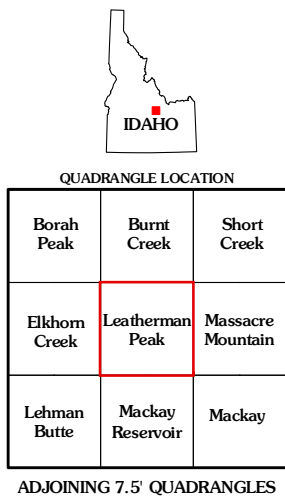 IDAHO
QUADRANGLE LOCATION
Borah Burnt Short
Peak Creek Creek
Elkhorn Leatherman Massacre
Creek Peak Mountain
Lehman Mackay Mackay
Butte Reservoir
ADJOINING 7.5' QUADRANGLES